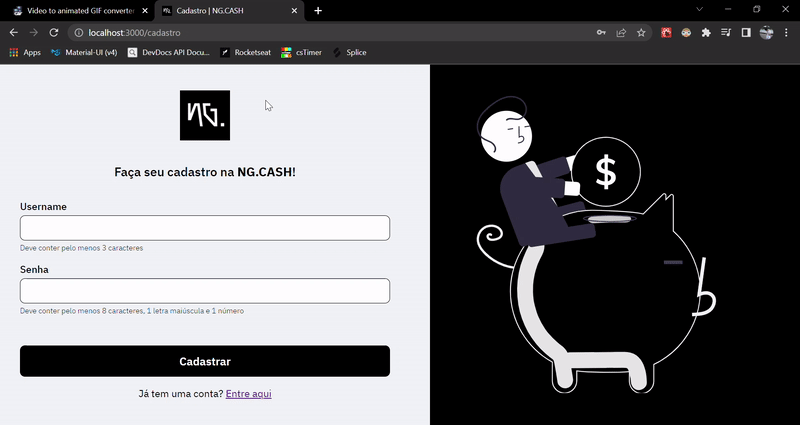 Video to animated GIF converter
Cadastro | NG.CASH
localhost:3000/cadastro
Apps
Material-UI (v4)
DevDocs API Docu...
Rocketseat
csTimer
Splice
NG.
Faça seu cadastro na NG.CASH!
Username
Deve conter pelo menos 3 caracteres
Senha
Deve conter pelo menos 8 caracteres, 1 letra maiúscula e 1 número
Cadastrar
Já tem uma conta? Entre aqui
$